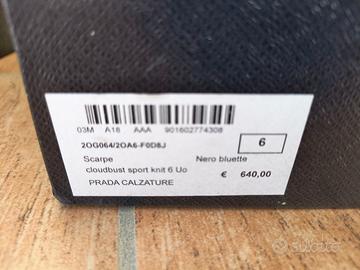 03M A18 AAA 901602774308
2OG064/2OA6-F0D8J
6
Scarpe Nero bluette
cloudbust sport knit 6 Uo
€ 640,00
PRADA CALZATURE
subito